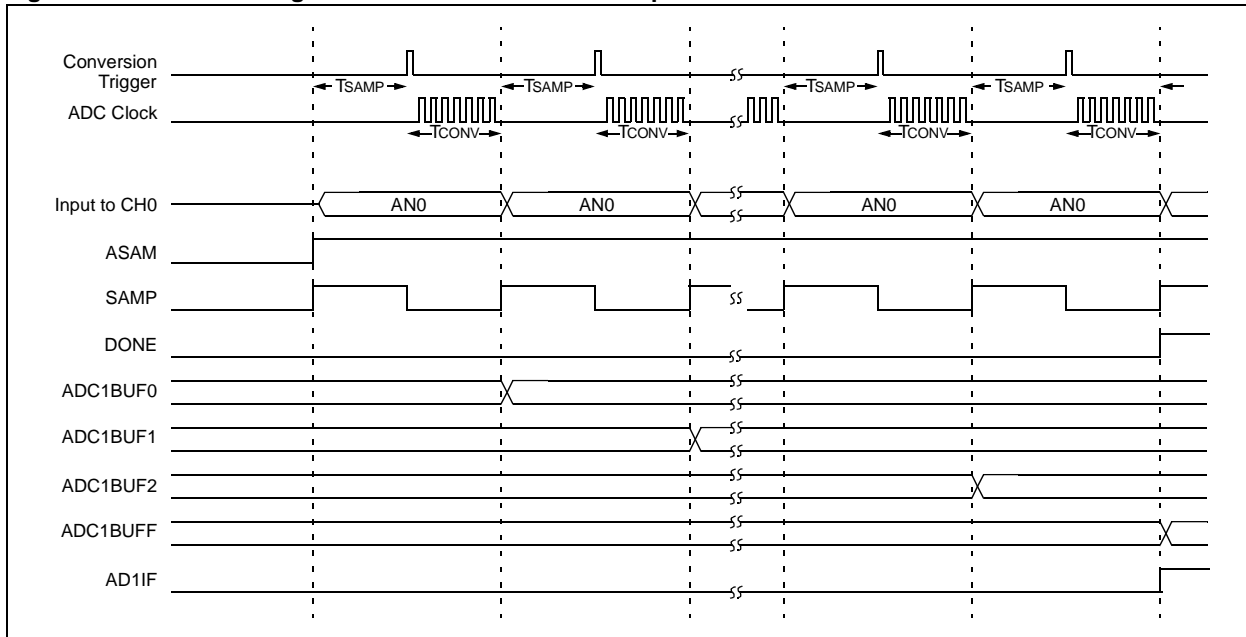 Conversion
Trigger
TSAMP
TSAMP
TSAMP
TSAMP
ADC Clock
TCONV
TCONV
TCONV
TCONV
Input to CH0
AN0
AN0
AN0
AN0
ASAM
SAMP
DONE
ADC1BUF0
ADC1BUF1
ADC1BUF2
ADC1BUFF
AD1IF